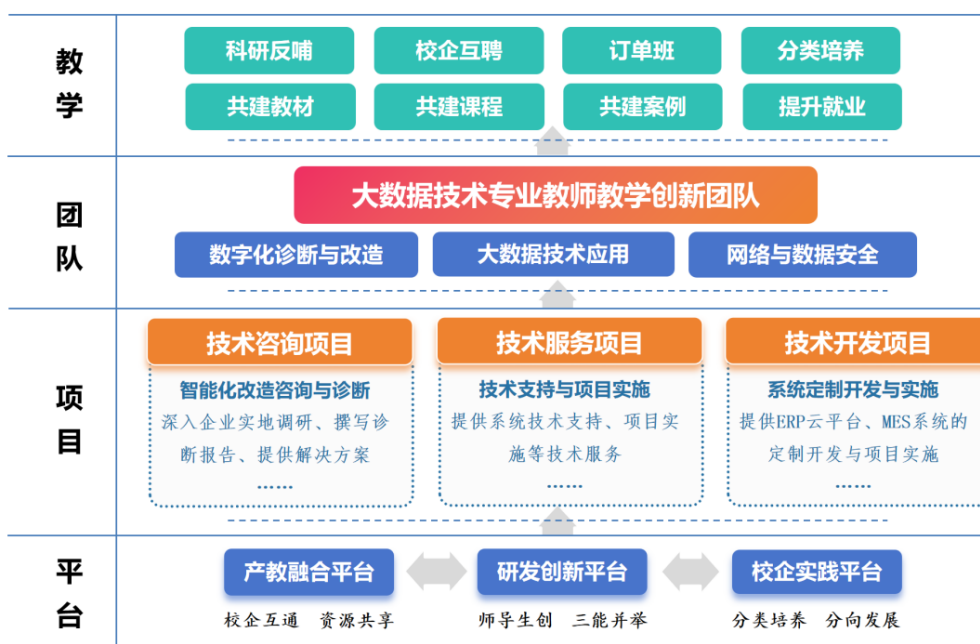 教学
科研反哺 校企互聘 订单班 分类培养
共建教材 共建课程 共建案例 提升就业
团队
大数据技术专业教师教学创新团队
数字化诊断与改造 大数据技术应用 网络与数据安全
项目
技术咨询项目 技术服务项目 技术开发项目
智能化改造咨询与诊断 技术支持与项目实施 系统定制开发与实施
深入企业实地调研、撰写诊 提供系统技术支持、项目实 提供ERP云平台、MES系统的
断报告、提供解决方案 施等技术服务 定制开发与项目实施
…… …… ……
平台
产教融合平台 研发创新平台 校企实践平台
校企互通 资源共享 师导生创 三能并举 分类培养 分向发展